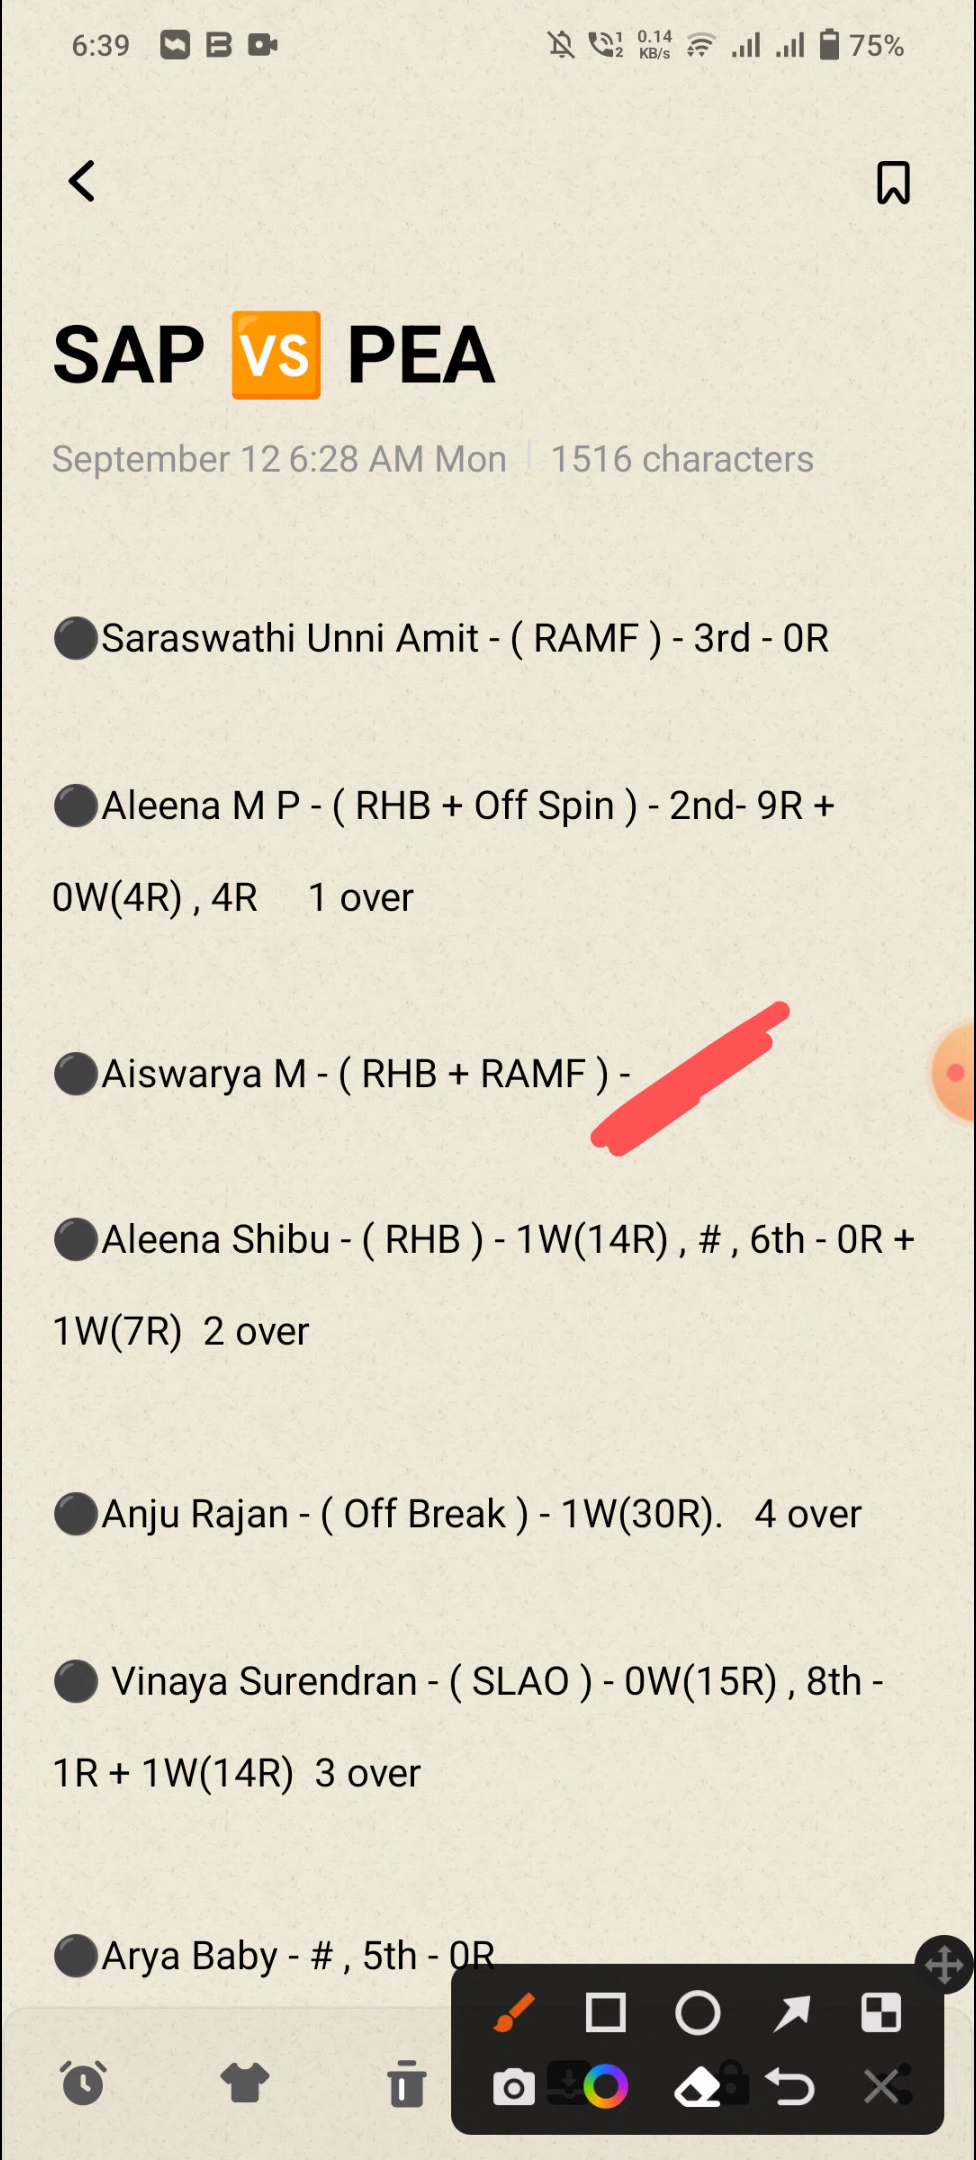 6:39
1
2
0.14
KB/s
75%
SAP VS PEA
September 12 6:28 AM Mon | 1516 characters
Saraswathi Unni Amit - ( RAMF ) - 3rd - 0R
Aleena M P - ( RHB + Off Spin ) - 2nd- 9R +
0W(4R) , 4R 1 over
Aiswarya M - ( RHB + RAMF ) -
Aleena Shibu - ( RHB ) - 1W(14R) , # , 6th - 0R +
1W(7R) 2 over
Anju Rajan - ( Off Break ) - 1W(30R). 4 over
Vinaya Surendran - ( SLAO ) - 0W(15R) , 8th -
1R + 1W(14R) 3 over
Arya Baby - # , 5th - 0R